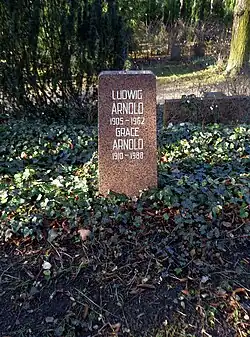 LUDWIG
ARNOLD
1905 – 1962
GRACE
ARNOLD
1910 – 1988